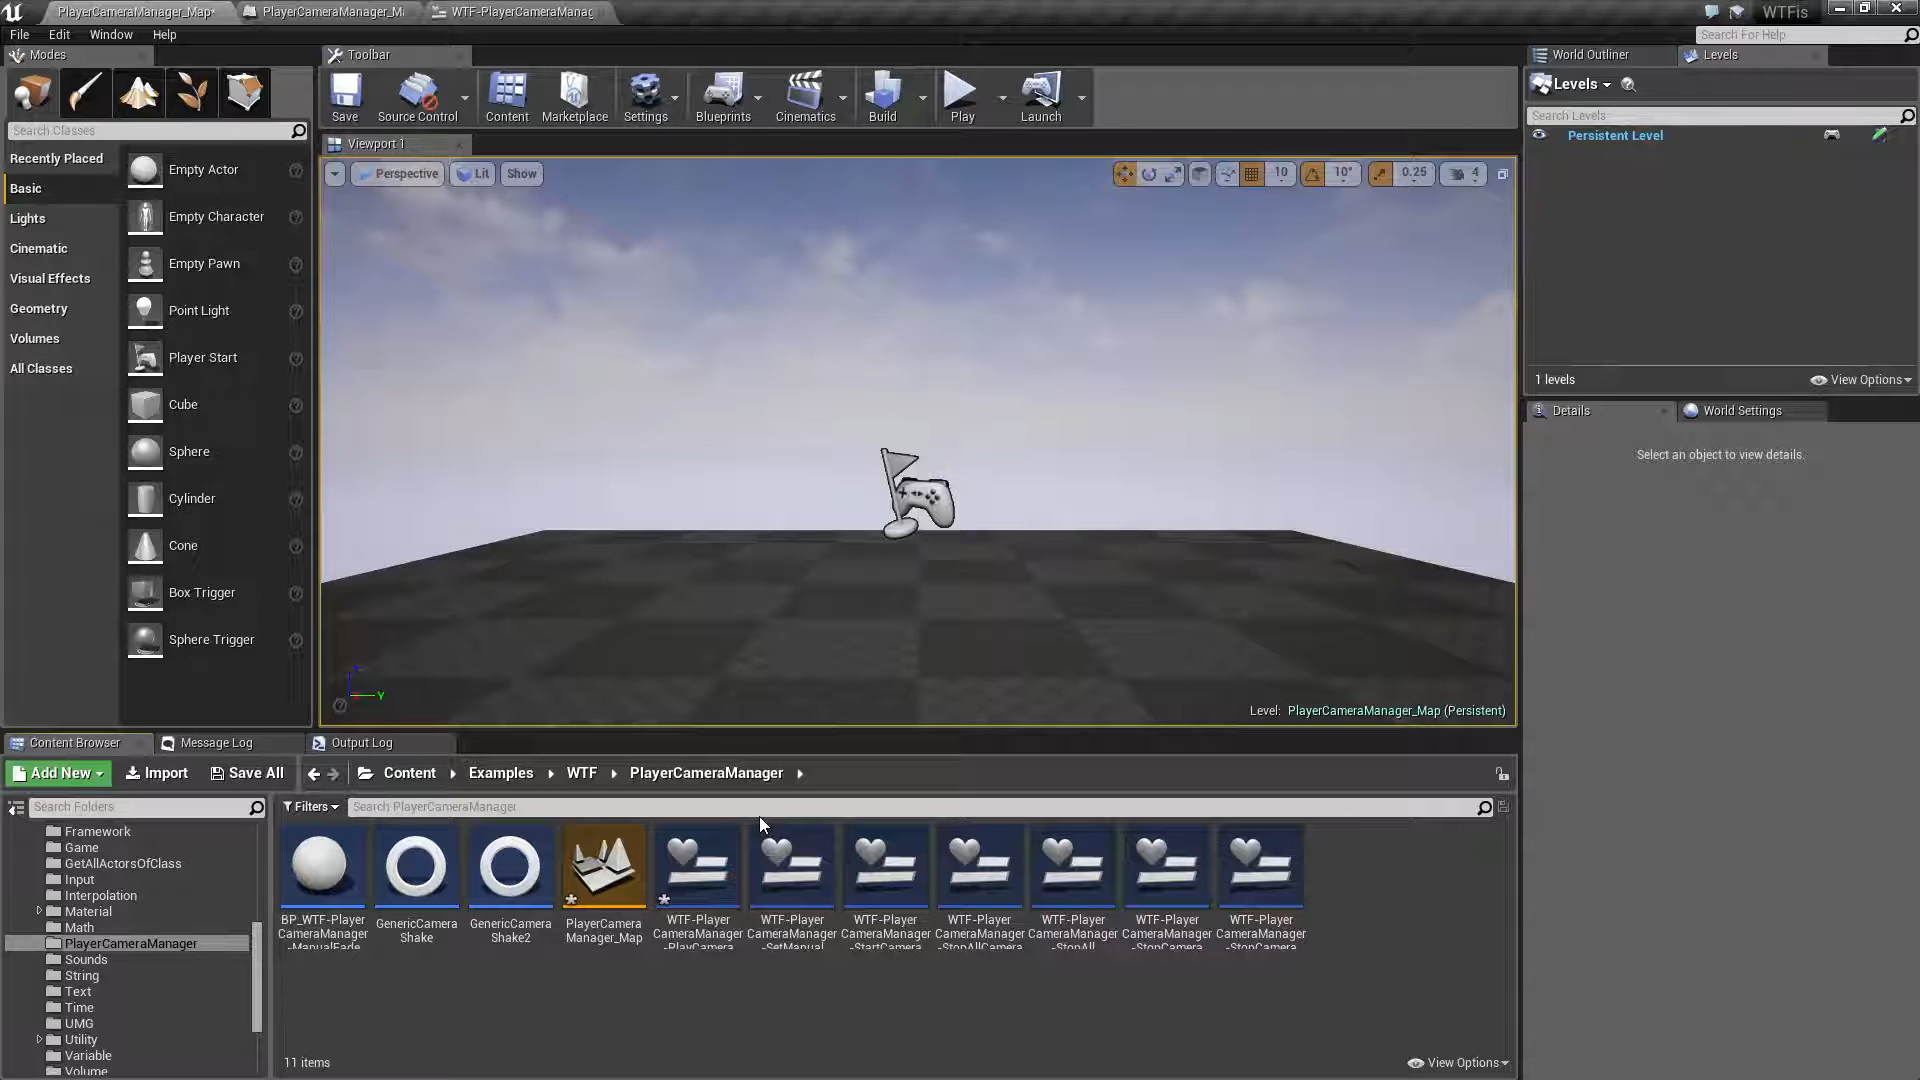 PlayerCameraManager_Map*
PlayerCameraManager_M
WTF-PlayerCameraManag
WTFis
File Edit Window Help
Search For Help
Modes
Toolbar
World Outliner
Levels
Save
Source Control
Content
Marketplace
Settings
Blueprints
Cinematics
Build
Play
Launch
Levels
Search Classes
Search Levels
Persistent Level
Viewport 1
Recently Placed
Basic
Lights
Cinematic
Visual Effects
Geometry
Volumes
All Classes
Empty Actor
Empty Character
Empty Pawn
Point Light
Player Start
Cube
Sphere
Cylinder
Cone
Box Trigger
Sphere Trigger
Perspective
Lit
Show
10
10°
0.25
4
Y
Level: PlayerCameraManager_Map (Persistent)
1 levels
View Options
Details
World Settings
Select an object to view details.
Content Browser
Message Log
Output Log
Add New
Import
Save All
Content
Examples
WTF
PlayerCameraManager
Search Folders
Filters
Search PlayerCameraManager
Framework
Game
GetAllActorsOfClass
Input
Interpolation
Material
Math
PlayerCameraManager
Sounds
String
Text
Time
UMG
Utility
Variable
Volume
BP_WTF-Player
CameraManager
-ManualFade
GenericCamera
Shake
GenericCamera
Shake2
PlayerCamera
Manager_Map
WTF-Player
CameraManager
-PlayCamera
WTF-Player
CameraManager
-SetManual
WTF-Player
CameraManager
-StartCamera
WTF-Player
CameraManager
-StopAllCamera
WTF-Player
CameraManager
-StopAll
WTF-Player
CameraManager
-StopCamera
WTF-Player
CameraManager
-StopCamera
11 items
View Options